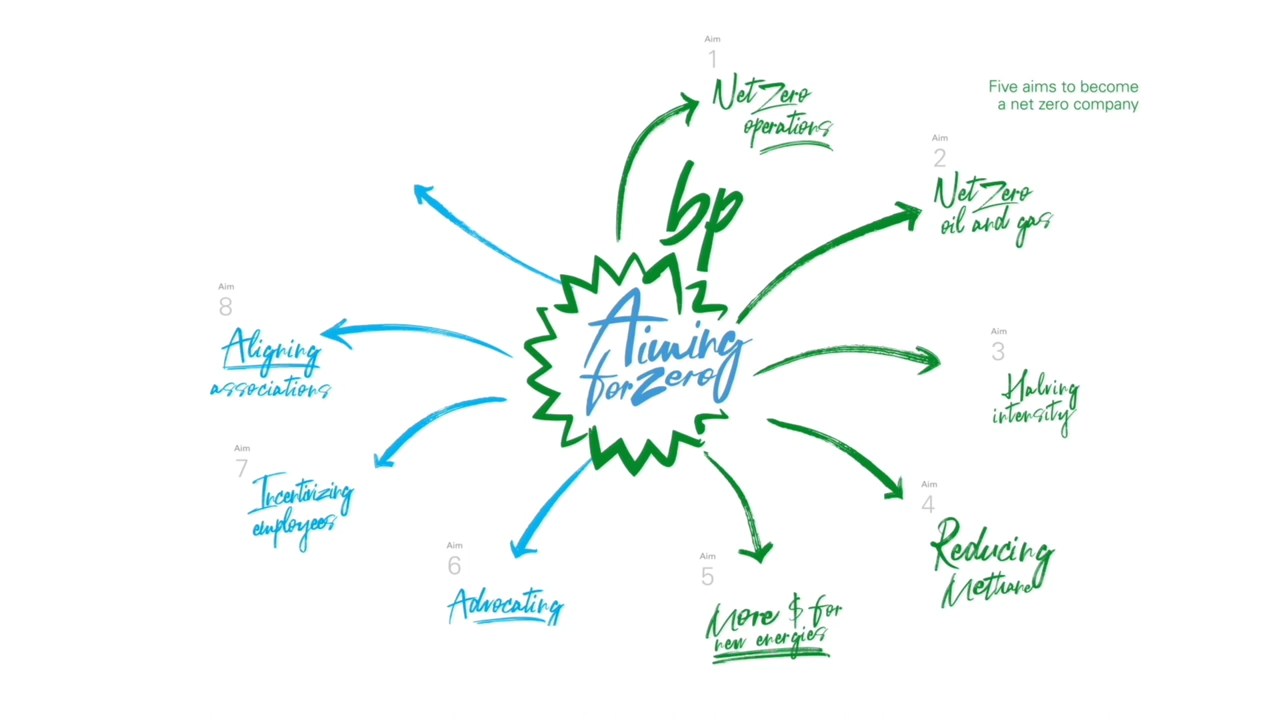 Aim
1
Net Zero
operations
Five aims to become
a net zero company
Aim
2
Net Zero
oil and gas
bp
Aim
8
Aligning
associations
Aiming
for zero
Aim
3
Halving
intensity
Aim
7
Incentivizing
employees
Aim
4
Reducing
Methane
Aim
6
Advocating
Aim
5
More $ for
new energies